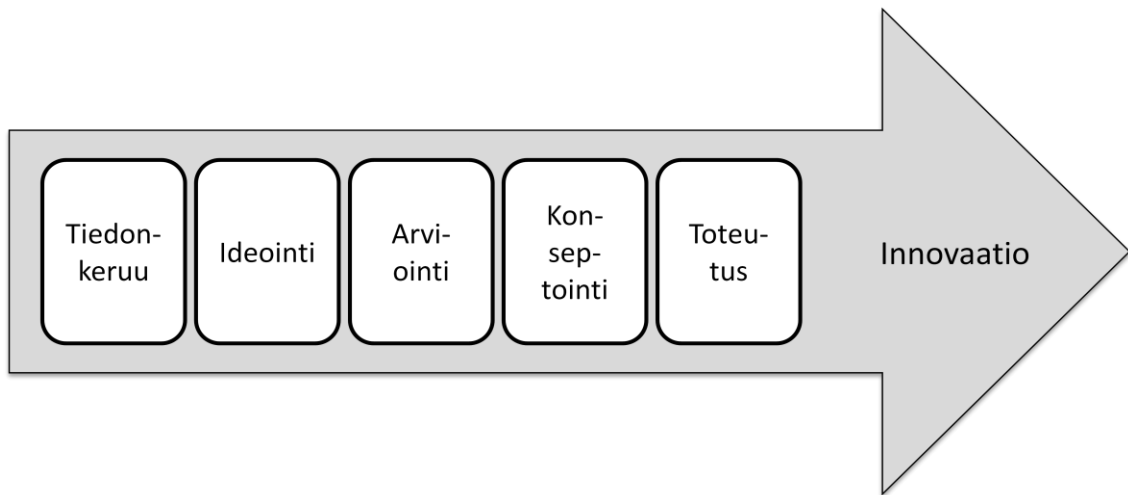 Tiedon-
keruu
Ideointi
Arvi-
ointi
Kon-
sep-
tointi
Toteu-
tus
Innovaatio